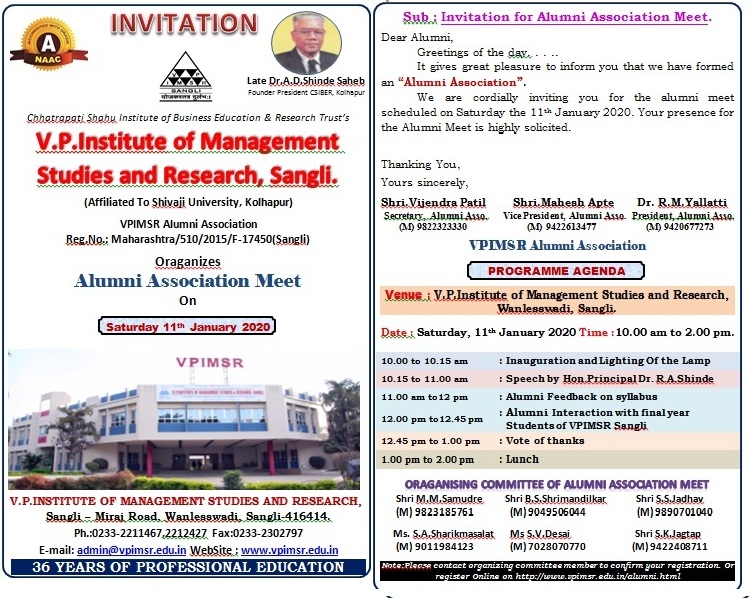 INVITATION
A
NAAC
VPMSR
SANGLI
योजकस्तत्र दुर्लभः
Late Dr.A.D.Shinde Saheb
Founder President CSIBER, Kolhapur
Chhatrapati Shahu Institute of Business Education & Research Trust's
V.P.Institute of Management
Studies and Research, Sangli.
(Affiliated To Shivaji University, Kolhapur)
VPIMSR Alumni Association
Reg.No.: Maharashtra/510/2015/F-17450(Sangli)
Oraganizes
Alumni Association Meet
On
Saturday 11th January 2020
VPIMSR
V.P.INSTITUTE OF MANAGEMENT STUDIES AND RESEARCH,
Sangli – Miraj Road, Wanlesswadi, Sangli-416414.
Ph.:0233-2211467,2212427 Fax:0233-2302797
E-mail: admin@vpimsr.edu.in WebSite : www.vpimsr.edu.in
36 YEARS OF PROFESSIONAL EDUCATION
Sub : Invitation for Alumni Association Meet.
Dear Alumni,
Greetings of the day. . . . .
It gives great pleasure to inform you that we have formed
an "Alumni Association".
We are cordially inviting you for the alumni meet
scheduled on Saturday the 11th January 2020. Your presence for
the Alumni Meet is highly solicited.
Thanking You,
Yours sincerely,
Shri.Vijendra Patil Shri.Mahesh Apte Dr. R.M.Yallatti
Secretary, Alumni Asso. Vice President, Alumni Asso. President, Alumni Asso.
(M) 9822323330 (M) 9422613477 (M) 9420677273
VPIMSR Alumni Association
PROGRAMME AGENDA
Venue : V.P.Institute of Management Studies and Research,
Wanlesswadi, Sangli.
Date : Saturday, 11th January 2020 Time : 10.00 am to 2.00 pm.
10.00 to 10.15 am : Inauguration and Lighting Of the Lamp
10.15 to 11.00 am : Speech by Hon.Principal Dr. R.A.Shinde
11.00 am to12 pm : Alumni Feedback on syllabus
12.00 pm to 12.45 pm : Alumni Interaction with final year
Students of VPIMSR Sangli
12.45 pm to 1.00 pm : Vote of thanks
1.00 pm to 2.00 pm : Lunch
ORAGANISING COMMITTEE OF ALUMNI ASSOCIATION MEET
Shri M.M.Samudre Shri B.S.Shrimandilkar Shri S.S.Jadhav
(M) 9823185761 (M) 9049506044 (M) 9890701040
Ms. S.A.Sharikmasalat Ms S.V.Desai Shri S.K.Jagtap
(M) 9011984123 (M) 7028070770 (M) 9422408711
Note:Please contact organizing committee member to confirm your registration. Or
register Online on http://www.vpimsr.edu.in/alumni.html